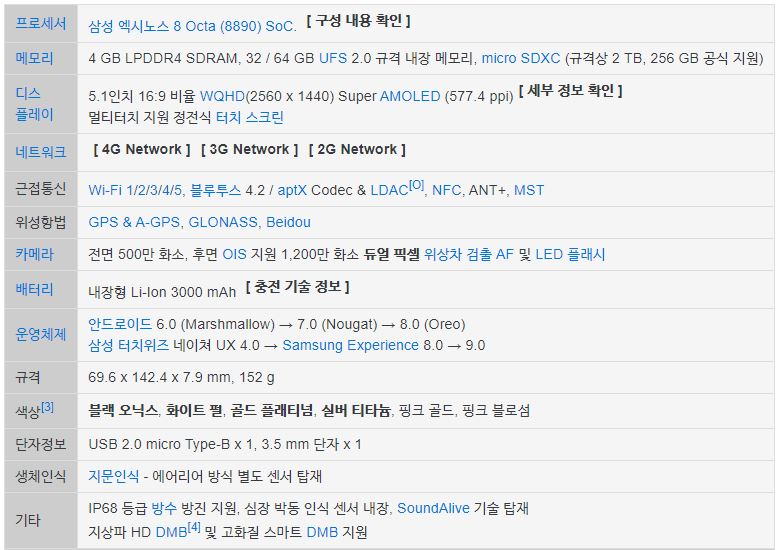 프로세서 삼성 엑시노스 8 Octa (8890) SoC. [ 구성 내용 확인 ]
메모리 4 GB LPDDR4 SDRAM, 32 / 64 GB UFS 2.0 규격 내장 메모리, micro SDXC (규격상 2 TB, 256 GB 공식 지원)
디스
플레이
5.1인치 16:9 비율 WQHD(2560 x 1440) Super AMOLED (577.4 ppi) [ 세부 정보 확인 ]
멀티터치 지원 정전식 터치 스크린
네트워크 [ 4G Network ] [ 3G Network ] [ 2G Network ]
근접통신 Wi-Fi 1/2/3/4/5, 블루투스 4.2 / aptX Codec & LDAC[O], NFC, ANT+, MST
위성항법 GPS & A-GPS, GLONASS, Beidou
카메라 전면 500만 화소, 후면 OIS 지원 1,200만 화소 듀얼 픽셀 위상차 검출 AF 및 LED 플래시
배터리 내장형 Li-Ion 3000 mAh [ 충전 기술 정보 ]
운영체제
안드로이드 6.0 (Marshmallow) → 7.0 (Nougat) → 8.0 (Oreo)
삼성 터치위즈 네이쳐 UX 4.0 → Samsung Experience 8.0 → 9.0
규격 69.6 x 142.4 x 7.9 mm, 152 g
색상[3] 블랙 오닉스, 화이트 펄, 골드 플래티넘, 실버 티타늄, 핑크 골드, 핑크 블로섬
단자정보 USB 2.0 micro Type-B x 1, 3.5 mm 단자 x 1
생체인식 지문인식 - 에어리어 방식 별도 센서 탑재
기타
IP68 등급 방수 방진 지원, 심장 박동 인식 센서 내장, SoundAlive 기술 탑재
지상파 HD DMB[4] 및 고화질 스마트 DMB 지원